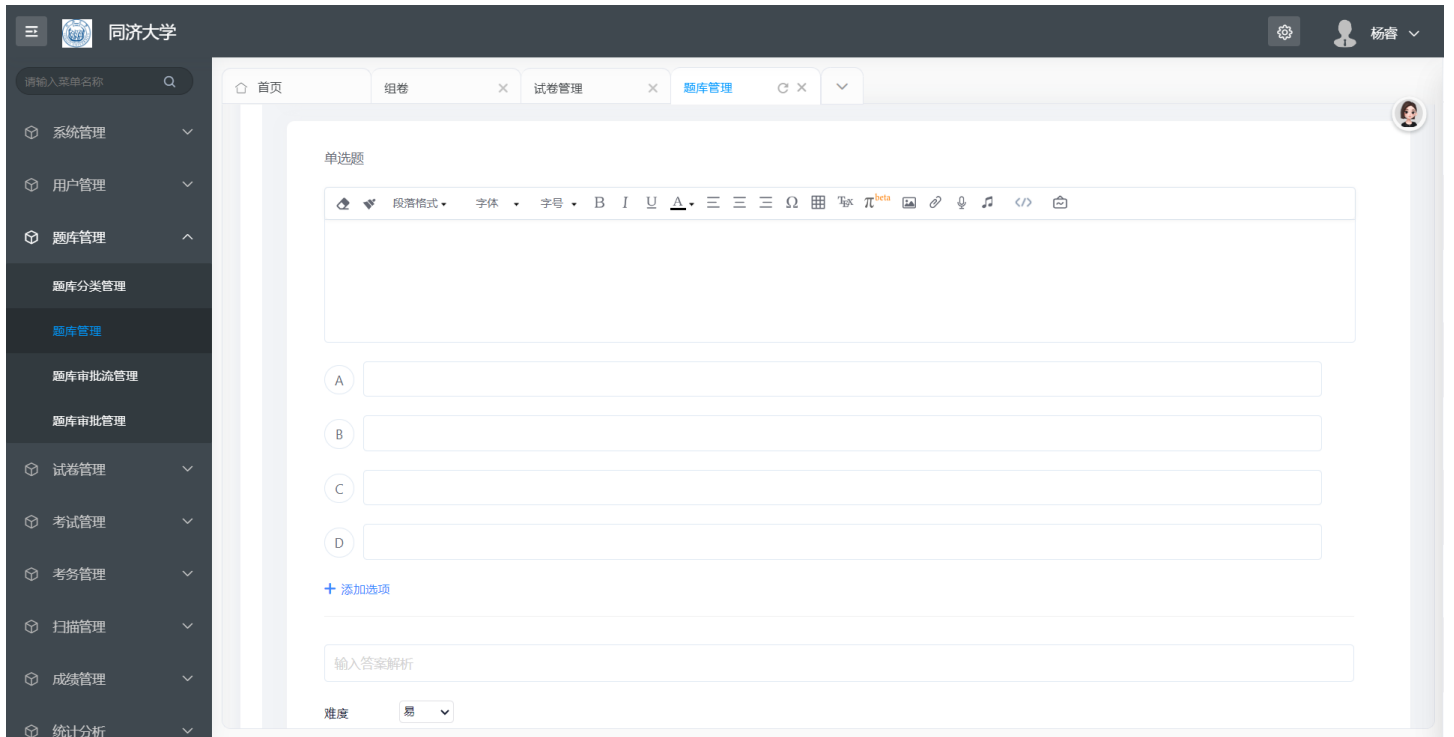 同济大学
杨睿
请输入菜单名称
首页
组卷
试卷管理
题库管理
系统管理
用户管理
题库管理
题库分类管理
题库管理
题库审批流管理
题库审批管理
试卷管理
考试管理
考务管理
扫描管理
成绩管理
统计分析
单选题
段落格式 字体 字号 B I U A Ω TEX π beta </>
A
B
C
D
+ 添加选项
输入答案解析
难度 易